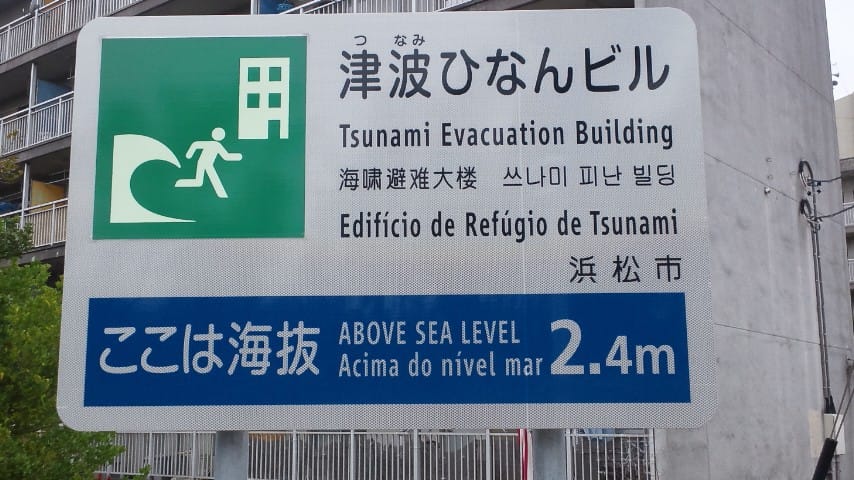 つ なみ
津波ひなんビル
Tsunami Evacuation Building
海啸避难大楼 쓰나미 피난 빌딩
Edifício de Refúgio de Tsunami
浜松市
ここは海抜 ABOVE SEA LEVEL 2.4m
Acima do nível mar